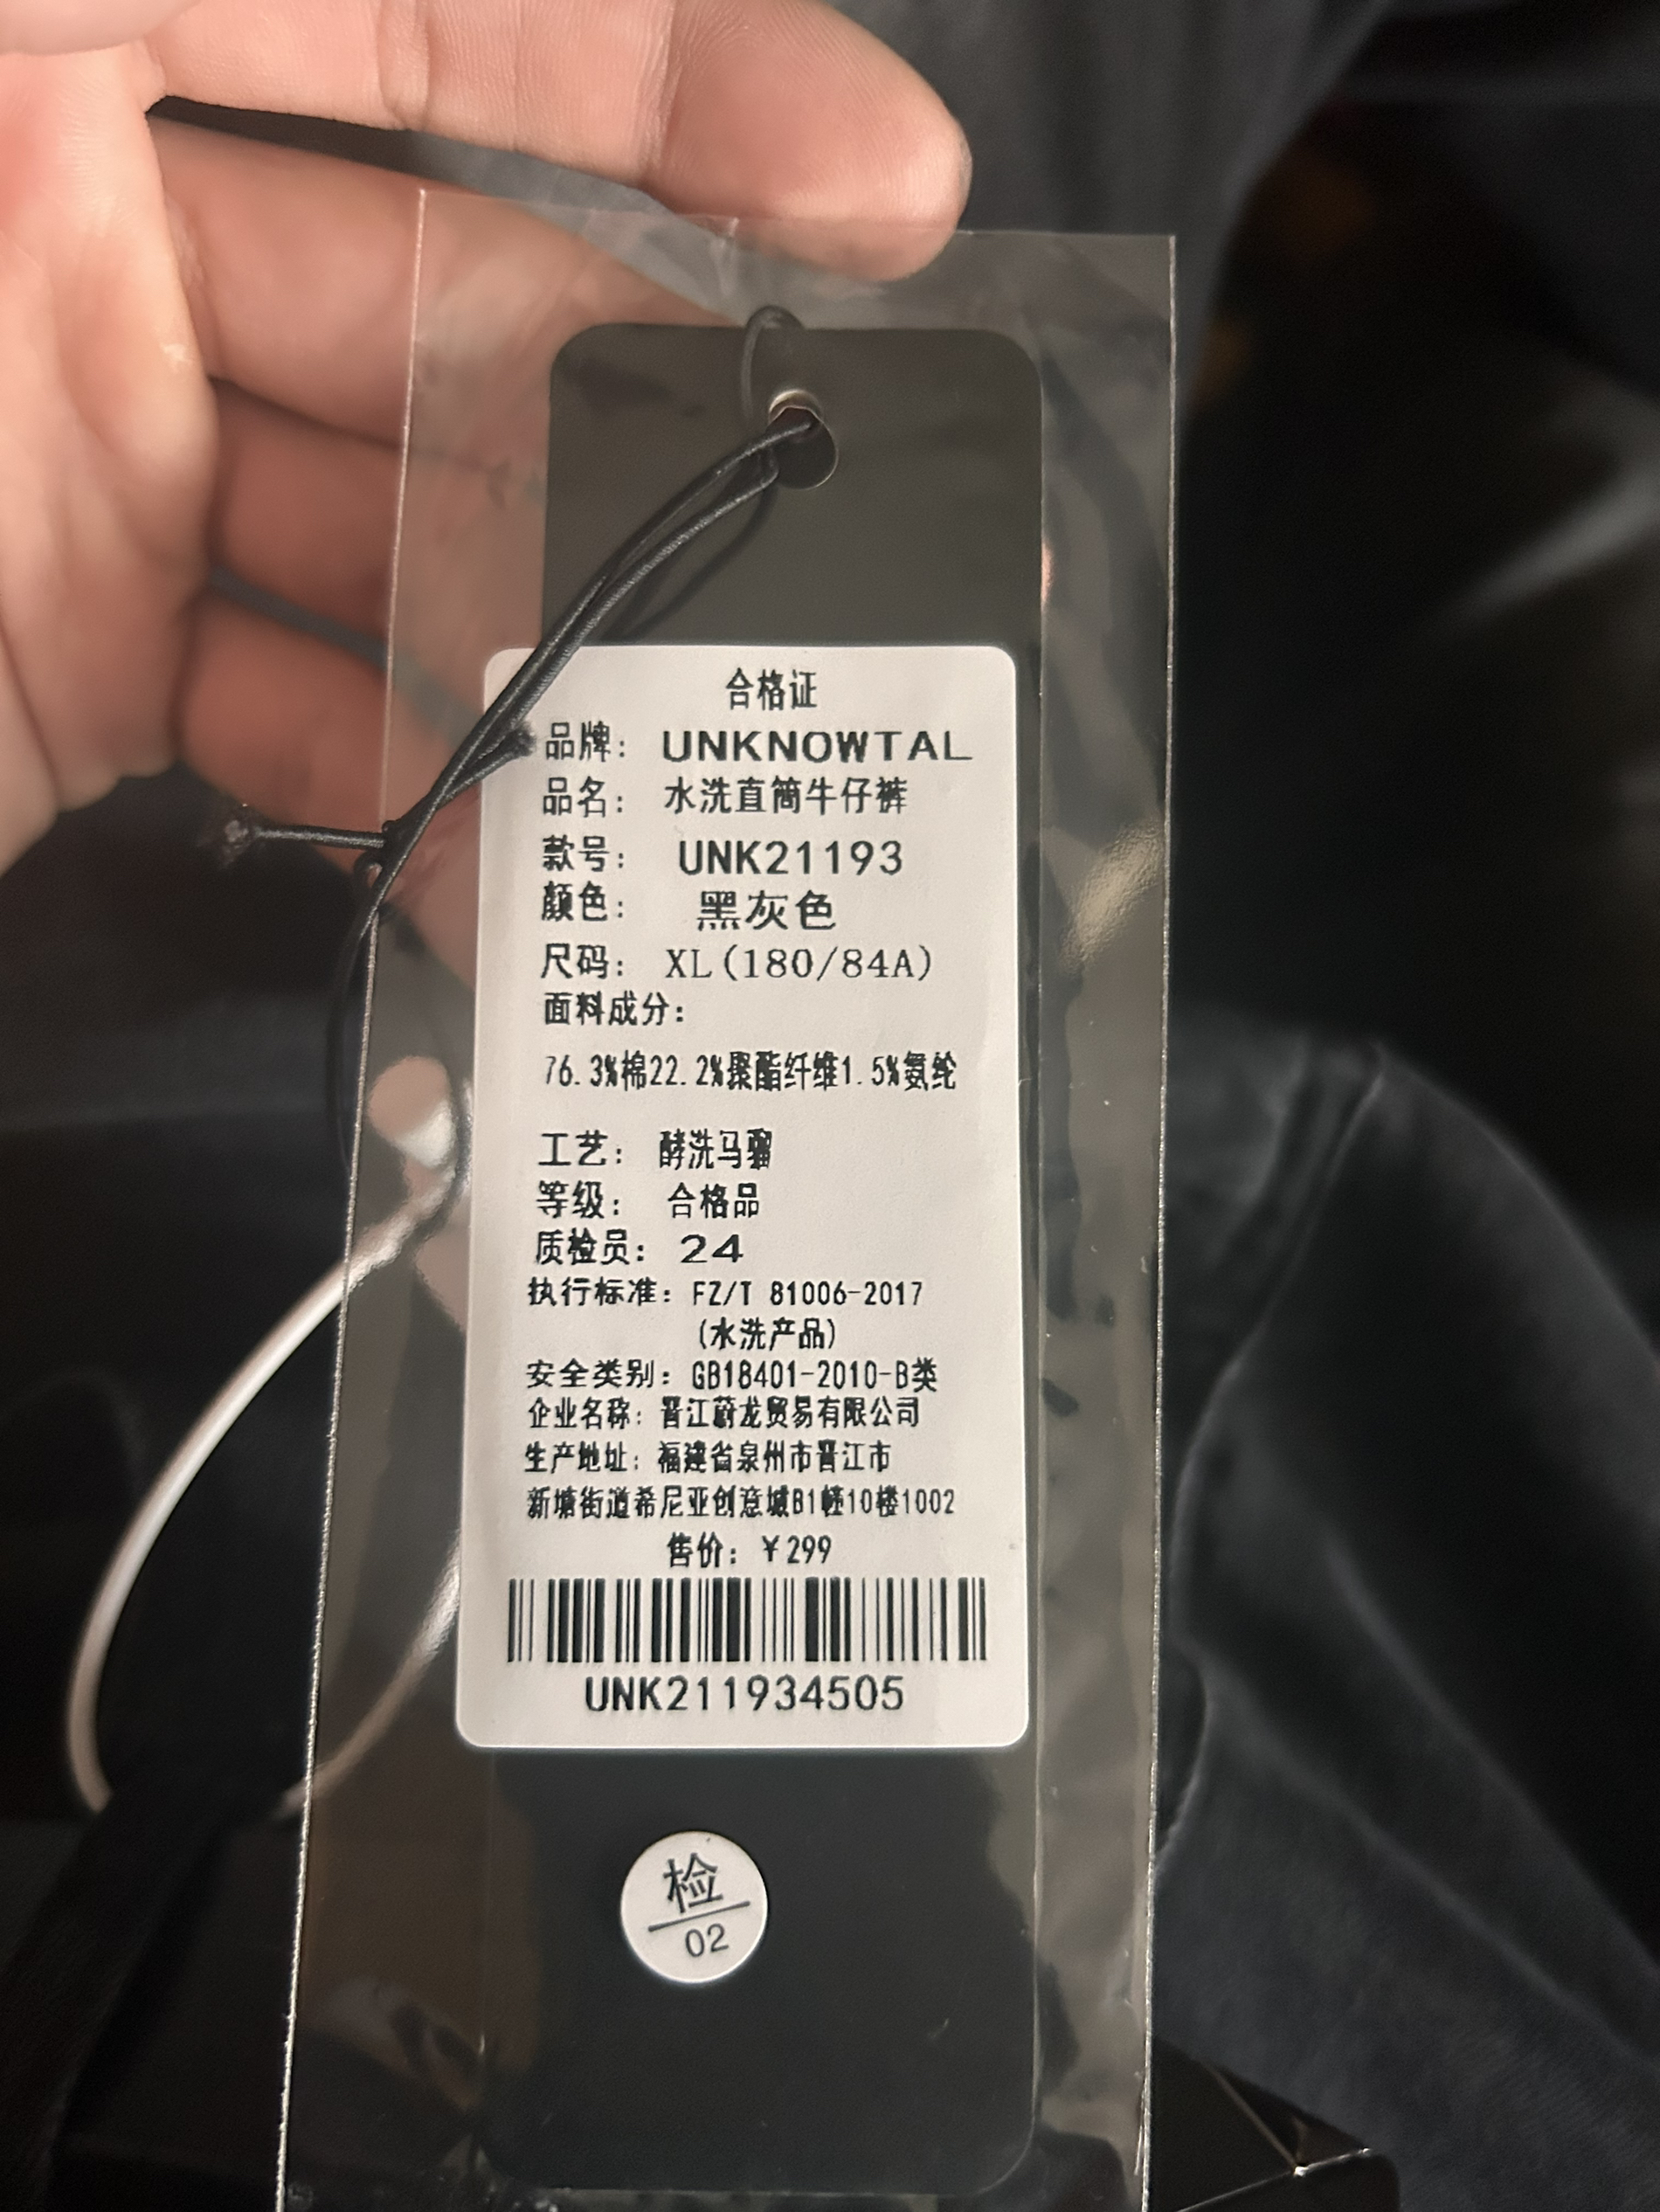 合格证
品牌： UNKNOWTAL
品名： 水洗直筒牛仔裤
款号： UNK21193
颜色： 黑灰色
尺码： XL(180/84A)
面料成分：
76.3%棉22.2%聚酯纤维1.5%氨纶
工艺： 酵洗马骝
等级： 合格品
质检员： 24
执行标准： FZ/T 81006-2017
(水洗产品)
安全类别： GB18401-2010-B类
企业名称： 晋江蔚龙贸易有限公司
生产地址： 福建省泉州市晋江市
新塘街道希尼亚创意城B1幢10楼1002
售价：￥299
UNK211934505
检
02